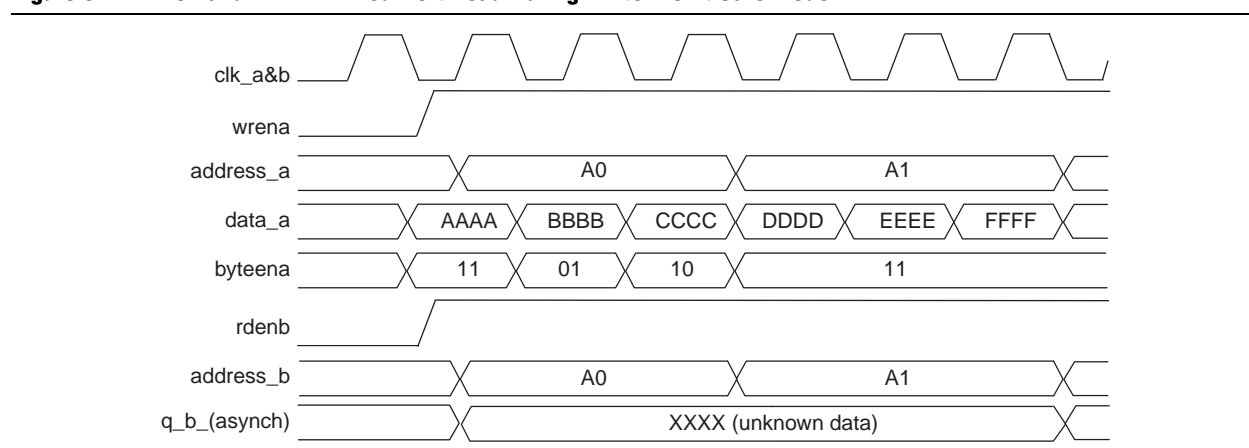 clk_a&b
wrena
address_a A0 A1
data_a AAAA BBBB CCCC DDDD EEEE FFFF
byteena 11 01 10 11
rdenb
address_b A0 A1
q_b_(asynch) XXXX (unknown data)